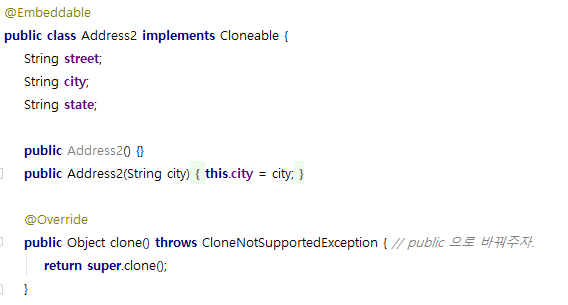 @Embeddable
public class Address2 implements Cloneable {
String street;
String city;
String state;
public Address2() {}
public Address2(String city) { this.city = city; }
@Override
public Object clone() throws CloneNotSupportedException { // public 으로 바꿔주자.
return super.clone();
}